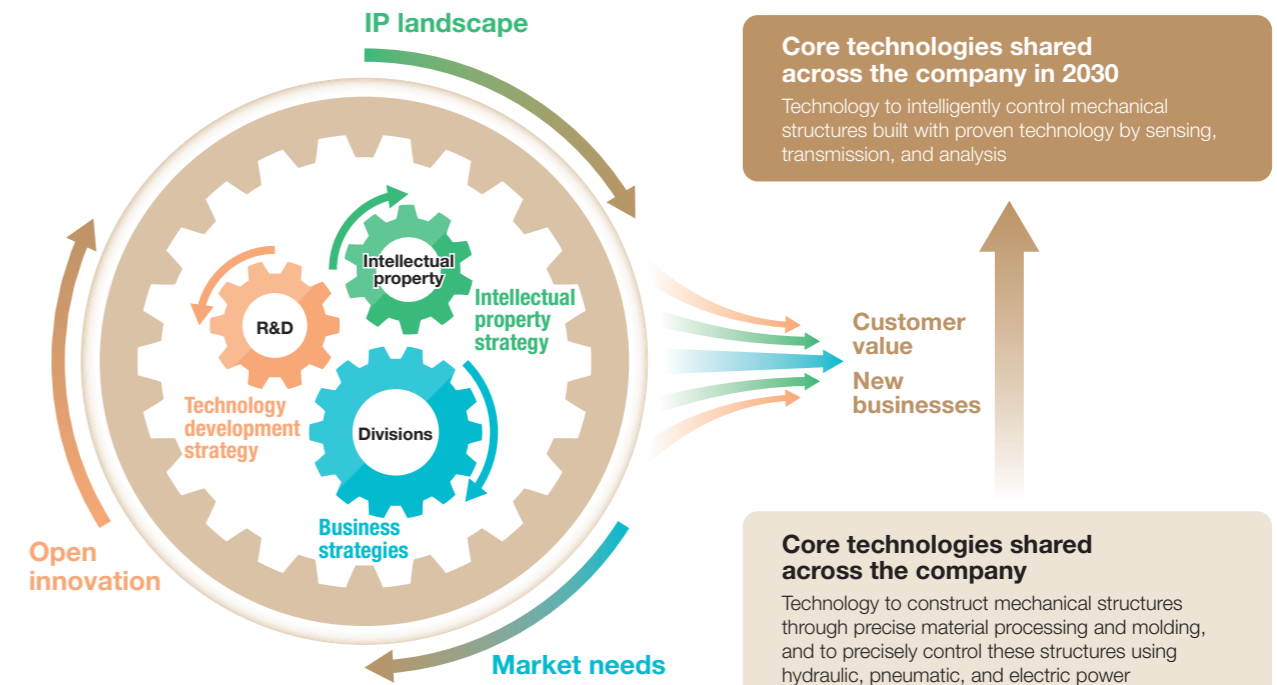 IP landscape
Intellectual
property
Intellectual
property
strategy
R&D
Technology
development
strategy
Divisions
Business
strategies
Open
innovation
Market needs
Customer
value
New
businesses
Core technologies shared
across the company in 2030
Technology to intelligently control mechanical
structures built with proven technology by sensing,
transmission, and analysis
Core technologies shared
across the company
Technology to construct mechanical structures
through precise material processing and molding,
and to precisely control these structures using
hydraulic, pneumatic, and electric power